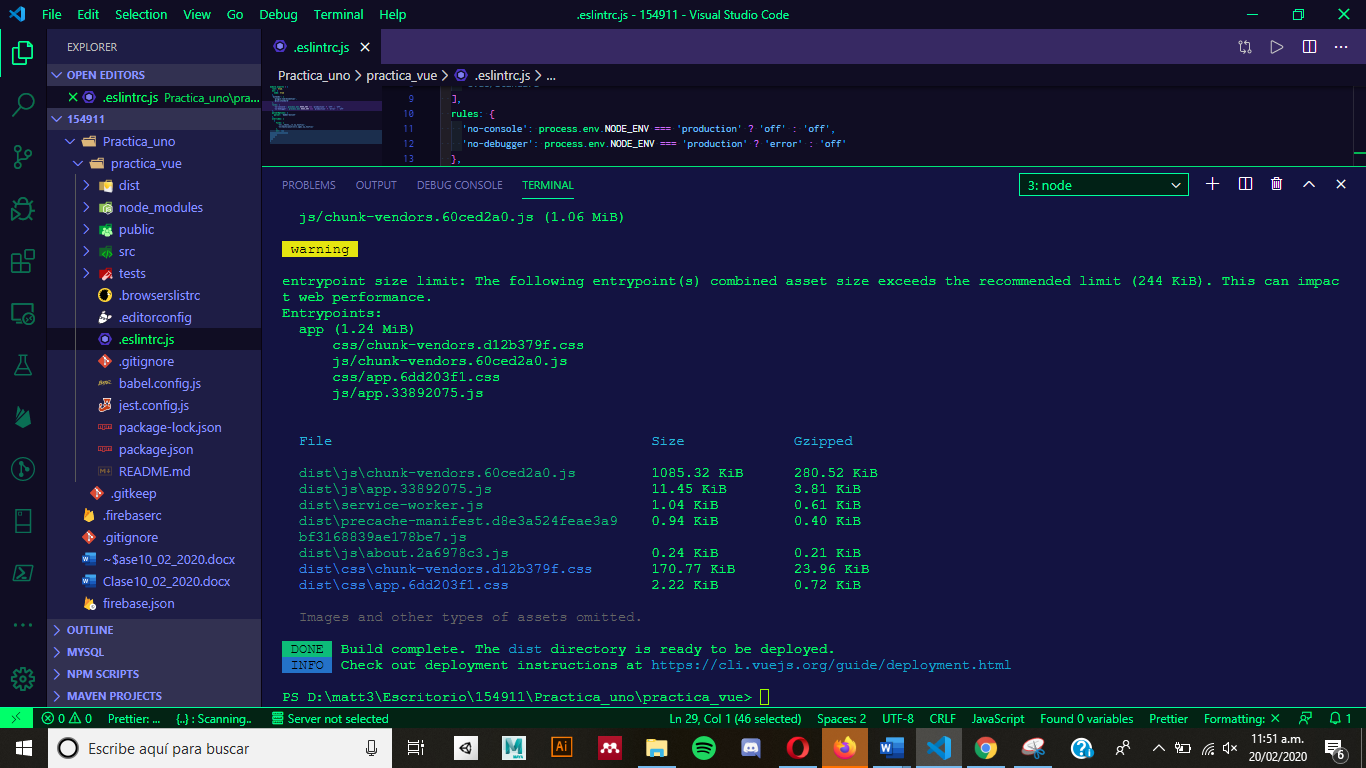 File Edit Selection View Go Debug Terminal Help
.eslintrc.js - 154911 - Visual Studio Code
EXPLORER
OPEN EDITORS
.eslintrc.js Practica_uno\pra...
154911
Practica_uno
practica_vue
dist
node_modules
public
src
tests
.browserslistrc
.editorconfig
.eslintrc.js
.gitignore
babel.config.js
jest.config.js
package-lock.json
package.json
README.md
.gitkeep
.firebaserc
.gitignore
~$ase10_02_2020.docx
Clase10_02_2020.docx
firebase.json
OUTLINE
MYSQL
NPM SCRIPTS
MAVEN PROJECTS
.eslintrc.js
Practica_uno > practica_vue > .eslintrc.js > ...
],
10 rules: {
11 'no-console': process.env.NODE_ENV === 'production' ? 'off' : 'off',
12 'no-debugger': process.env.NODE_ENV === 'production' ? 'error' : 'off'
13 },
PROBLEMS OUTPUT DEBUG CONSOLE TERMINAL
3: node
js/chunk-vendors.60ced2a0.js (1.06 MiB)
warning
entrypoint size limit: The following entrypoint(s) combined asset size exceeds the recommended limit (244 KiB). This can impac
t web performance.
Entrypoints:
app (1.24 MiB)
css/chunk-vendors.d12b379f.css
js/chunk-vendors.60ced2a0.js
css/app.6dd203f1.css
js/app.33892075.js
File Size Gzipped
dist\js\chunk-vendors.60ced2a0.js 1085.32 KiB 280.52 KiB
dist\js\app.33892075.js 11.45 KiB 3.81 KiB
dist\service-worker.js 1.04 KiB 0.61 KiB
dist\precache-manifest.d8e3a524feae3a9 0.94 KiB 0.40 KiB
bf3168839ae178be7.js
dist\js\about.2a6978c3.js 0.24 KiB 0.21 KiB
dist\css\chunk-vendors.d12b379f.css 170.77 KiB 23.96 KiB
dist\css\app.6dd203f1.css 2.22 KiB 0.72 KiB
Images and other types of assets omitted.
DONE Build complete. The dist directory is ready to be deployed.
INFO Check out deployment instructions at https://cli.vuejs.org/guide/deployment.html
PS D:\matt3\Escritorio\154911\Practica_uno\practica_vue>
0 0 Prettier: ... {..} : Scanning.. Server not selected
Ln 29, Col 1 (46 selected) Spaces: 2 UTF-8 CRLF JavaScript Found 0 variables Prettier Formating: ✕ 1
Escribe aquí para buscar
Ai
W
11:51 a.m.
20/02/2020
6